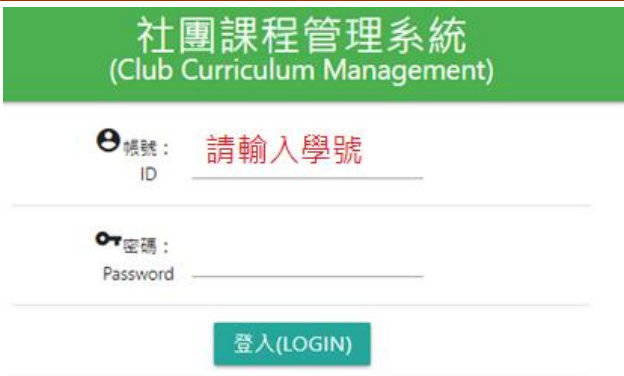 社團課程管理系統
(Club Curriculum Management)
帳號：
請輸入學號
ID
密碼：
Password
登入(LOGIN)